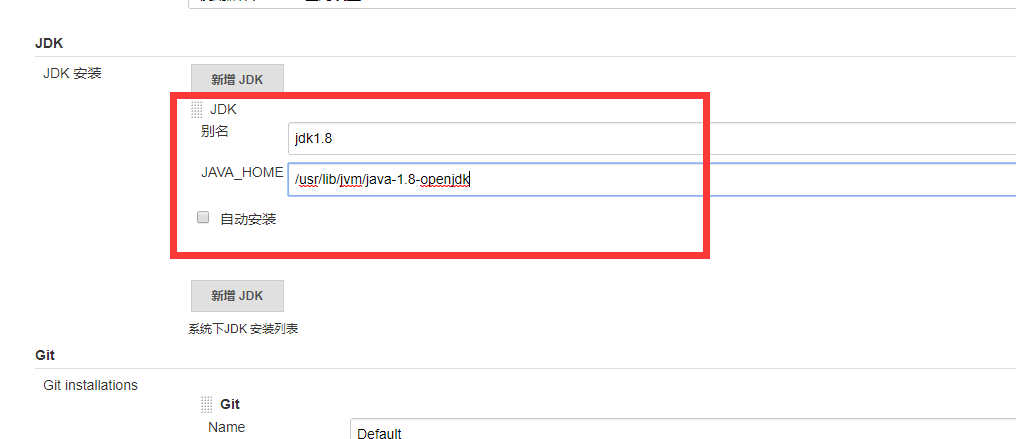 JDK
JDK 安装
新增 JDK
JDK
别名
jdk1.8
JAVA_HOME
/usr/lib/jvm/java-1.8-openjdk
自动安装
新增 JDK
系统下JDK 安装列表
Git
Git installations
Git
Name
Default